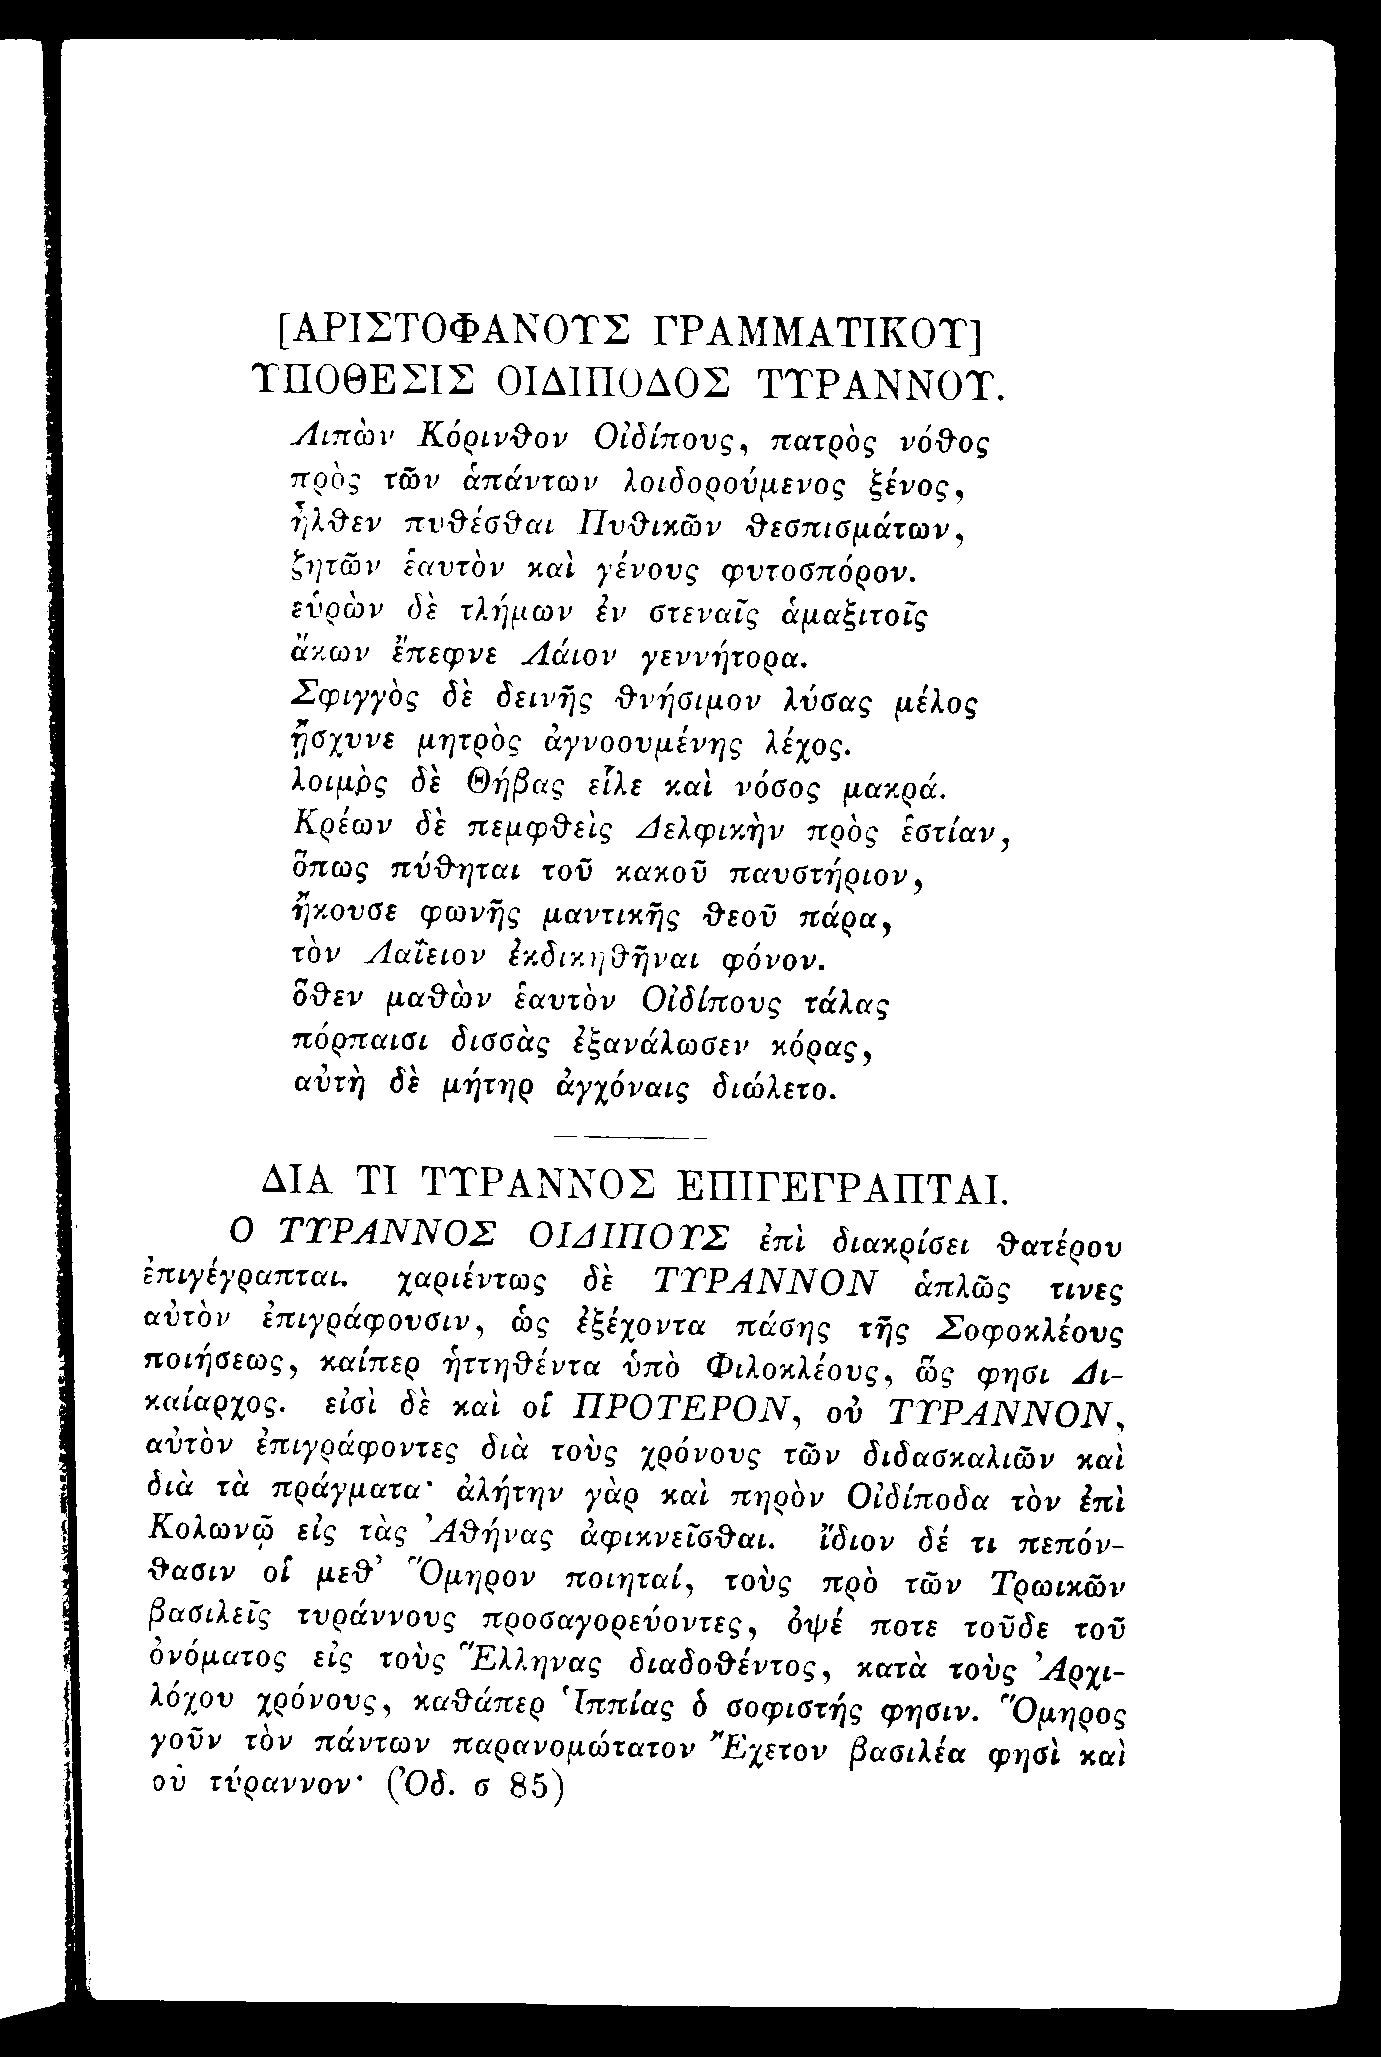 [ΑΡΙΣΤΟΦΑΝΟΥΣ ΓΡΑΜΜΑΤΙΚΟΥ]
ΥΠΟΘΕΣΙΣ ΟΙΔΙΠΟΔΟΣ ΤΥΡΑΝΝΟΥ.
Λιπὼν Κόρινθον Οἰδίπους, πατρὸς νόθος
πρὸς τῶν ἁπάντων λοιδορούμενος ξένος,
ἦλθεν πυθέσθαι Πυθικῶν θεσπισμάτων,
ζητῶν ἑαυτὸν καὶ γένους φυτοσπόρον.
εὑρὼν δὲ τλήμων ἐν στεναῖς ἁμαξιτοῖς
ἄκων ἔπεφνε Λάιον γεννήτορα.
Σφιγγὸς δὲ δεινῆς θνήσιμον λύσας μέλος
ᾔσχυνε μητρὸς ἀγνοουμένης λέχος.
λοιμὸς δὲ Θήβας εἷλε καὶ νόσος μακρά.
Κρέων δὲ πεμφθεὶς Δελφικὴν πρὸς ἑστίαν,
ὅπως πύθηται τοῦ κακοῦ παυστήριον,
ἤκουσε φωνῆς μαντικῆς θεοῦ πάρα,
τὸν Λαΐειον ἐκδικηθῆναι φόνον.
ὅθεν μαθὼν ἑαυτὸν Οἰδίπους τάλας
πόρπαισι δισσὰς ἐξανάλωσεν κόρας,
αὐτὴ δὲ μήτηρ ἀγχόναις διώλετο.
ΔΙΑ ΤΙ ΤΥΡΑΝΝΟΣ ΕΠΙΓΕΓΡΑΠΤΑΙ.
Ο ΤΥΡΑΝΝΟΣ ΟΙΔΙΠΟΥΣ ἐπὶ διακρίσει θατέρου
ἐπιγέγραπται. χαριέντως δὲ ΤΥΡΑΝΝΟΝ ἁπλῶς τινες
αὐτὸν ἐπιγράφουσιν, ὡς ἐξέχοντα πάσης τῆς Σοφοκλέους
ποιήσεως, καίπερ ἡττηθέντα ὑπὸ Φιλοκλέους, ὥς φησι Δι-
καίαρχος. εἰσὶ δὲ καὶ οἳ ΠΡΟΤΕΡΟΝ, οὐ ΤΥΡΑΝΝΟΝ,
αὐτὸν ἐπιγράφοντες διὰ τοὺς χρόνους τῶν διδασκαλιῶν καὶ
διὰ τὰ πράγματα· ἀλήτην γὰρ καὶ πηρὸν Οἰδίποδα τὸν ἐπὶ
Κολωνῷ εἰς τὰς Ἀθήνας ἀφικνεῖσθαι. ἴδιον δέ τι πεπόν-
θασιν οἱ μεθ’ Ὅμηρον ποιηταί, τοὺς πρὸ τῶν Τρωικῶν
βασιλεῖς τυράννους προσαγορεύοντες, ὀψέ ποτε τοῦδε τοῦ
ὀνόματος εἰς τοὺς Ἕλληνας διαδοθέντος, κατὰ τοὺς Ἀρχι-
λόχου χρόνους, καθάπερ Ἱππίας ὁ σοφιστής φησιν. Ὅμηρος
γοῦν τὸν πάντων παρανομώτατον Ἔχετον βασιλέα φησὶ καὶ
οὐ τύραννον· (Ὀδ. σ 85)